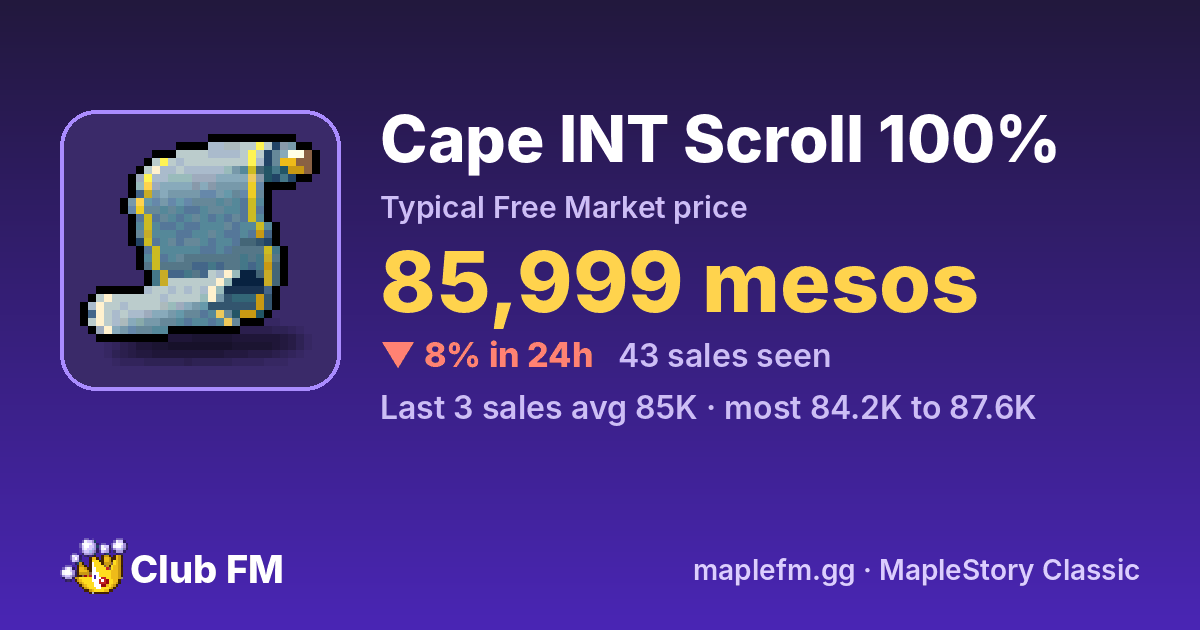 Cape INT Scroll 100%
Typical Free Market price
85,999 mesos
▼ 8% in 24h 43 sales seen
Last 3 sales avg 85K · most 84.2K to 87.6K
Club FM
maplefm.gg · MapleStory Classic